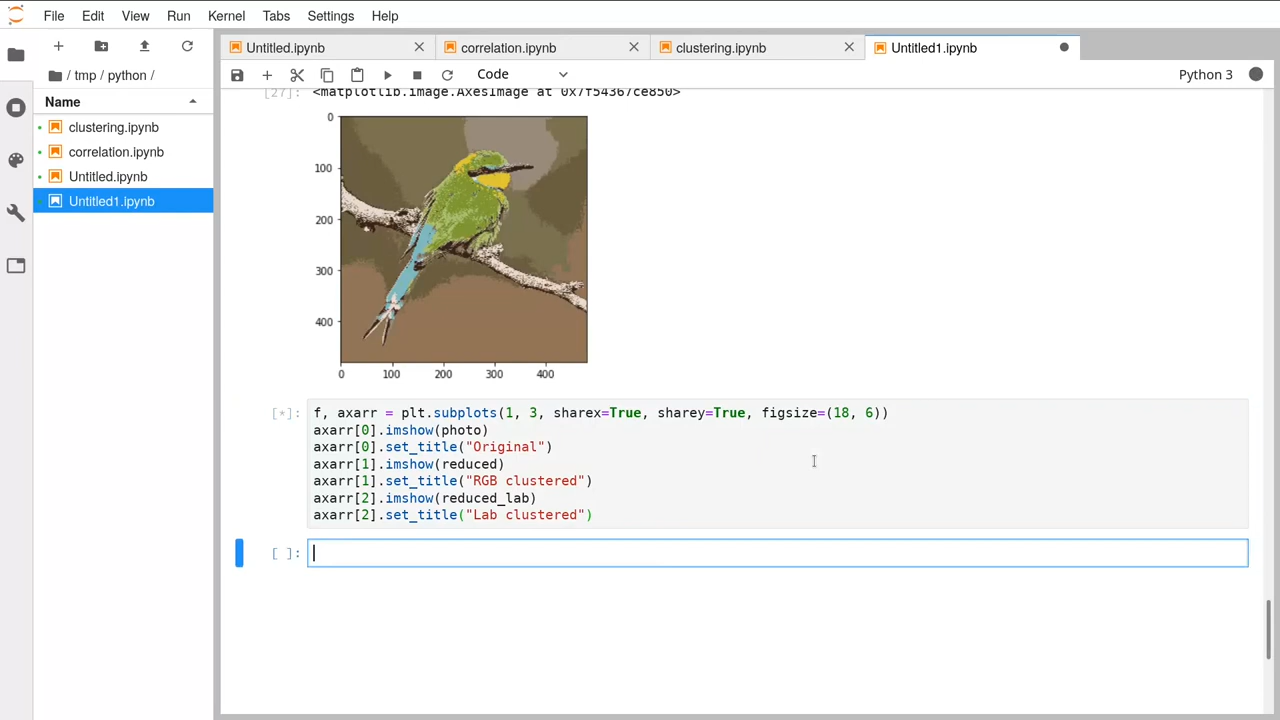 File Edit View Run Kernel Tabs Settings Help
Untitled.ipynb correlation.ipynb clustering.ipynb Untitled1.ipynb
/ tmp / python /
Code
Python 3
Name
clustering.ipynb
correlation.ipynb
Untitled.ipynb
Untitled1.ipynb
[27]: <matplotlib.image.AxesImage at 0x7f54367ce850>
0
100
200
300
400
0 100 200 300 400
[*]: f, axarr = plt.subplots(1, 3, sharex=True, sharey=True, figsize=(18, 6))
axarr[0].imshow(photo)
axarr[0].set_title("Original")
axarr[1].imshow(reduced)
axarr[1].set_title("RGB clustered")
axarr[2].imshow(reduced_lab)
axarr[2].set_title("Lab clustered")
[ ]: